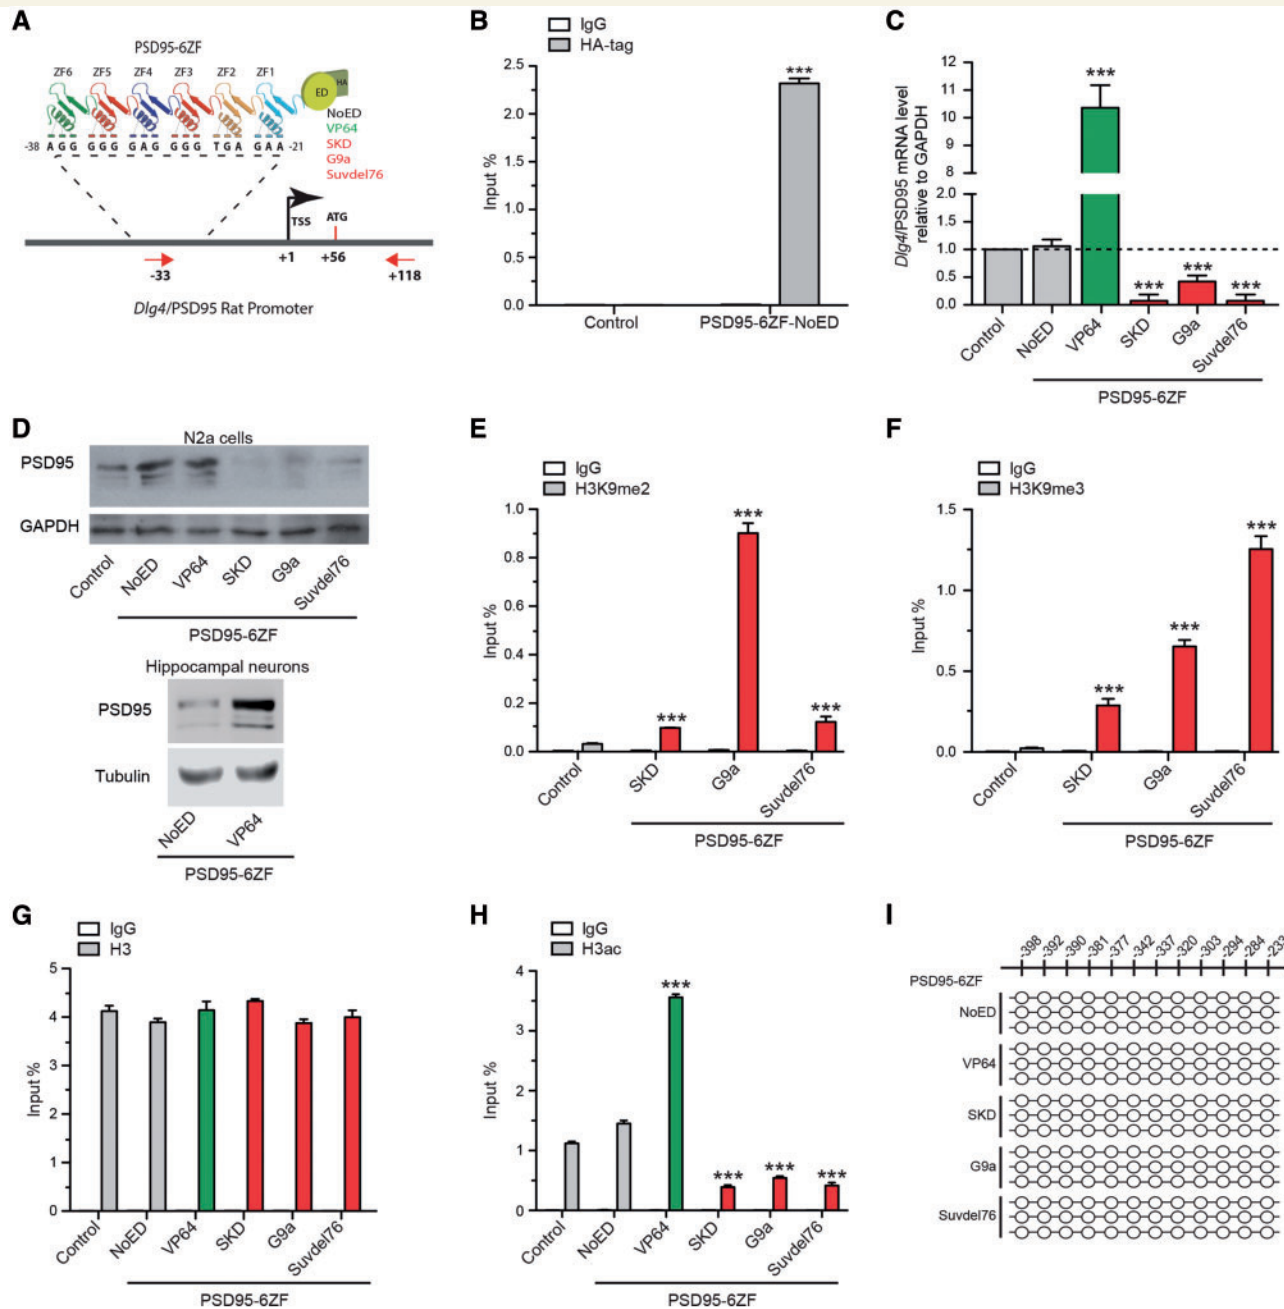 A
PSD95-6ZF
ZF6 ZF5 ZF4 ZF3 ZF2 ZF1
ED HA
NoED
VP64
SKD
G9a
Suvdel76
-38 A G G G G G G A G G G G T G A G A A -21
TSS ATG
+1 +56
-33 +118
Dlg4/PSD95 Rat Promoter
B
IgG
HA-tag
Input %
2.5
2.0
1.5
1.0
0.5
0.0
***
Control PSD95-6ZF-NoED
C
Dlg4/PSD95 mRNA level
relative to GAPDH
12
11
10
9
8
2.0
1.5
1.0
0.5
0.0
***
*** *** ***
Control NoED VP64 SKD G9a Suvdel76
PSD95-6ZF
D
N2a cells
PSD95
GAPDH
Control NoED VP64 SKD G9a Suvdel76
PSD95-6ZF
Hippocampal neurons
PSD95
Tubulin
NoED VP64
PSD95-6ZF
E
IgG
H3K9me2
Input %
1.0
0.8
0.6
0.4
0.2
0.0
*** *** ***
Control SKD G9a Suvdel76
PSD95-6ZF
F
IgG
H3K9me3
Input %
1.5
1.0
0.5
0.0
*** *** ***
Control SKD G9a Suvdel76
PSD95-6ZF
G
IgG
H3
Input %
5
4
3
2
1
0
Control NoED VP64 SKD G9a Suvdel76
PSD95-6ZF
H
IgG
H3ac
Input %
4
3
2
1
0
*** *** *** ***
Control NoED VP64 SKD G9a Suvdel76
PSD95-6ZF
I
-398 -392 -390 -381 -377 -342 -337 -320 -303 -294 -284 -233
PSD95-6ZF
NoED
VP64
SKD
G9a
Suvdel76